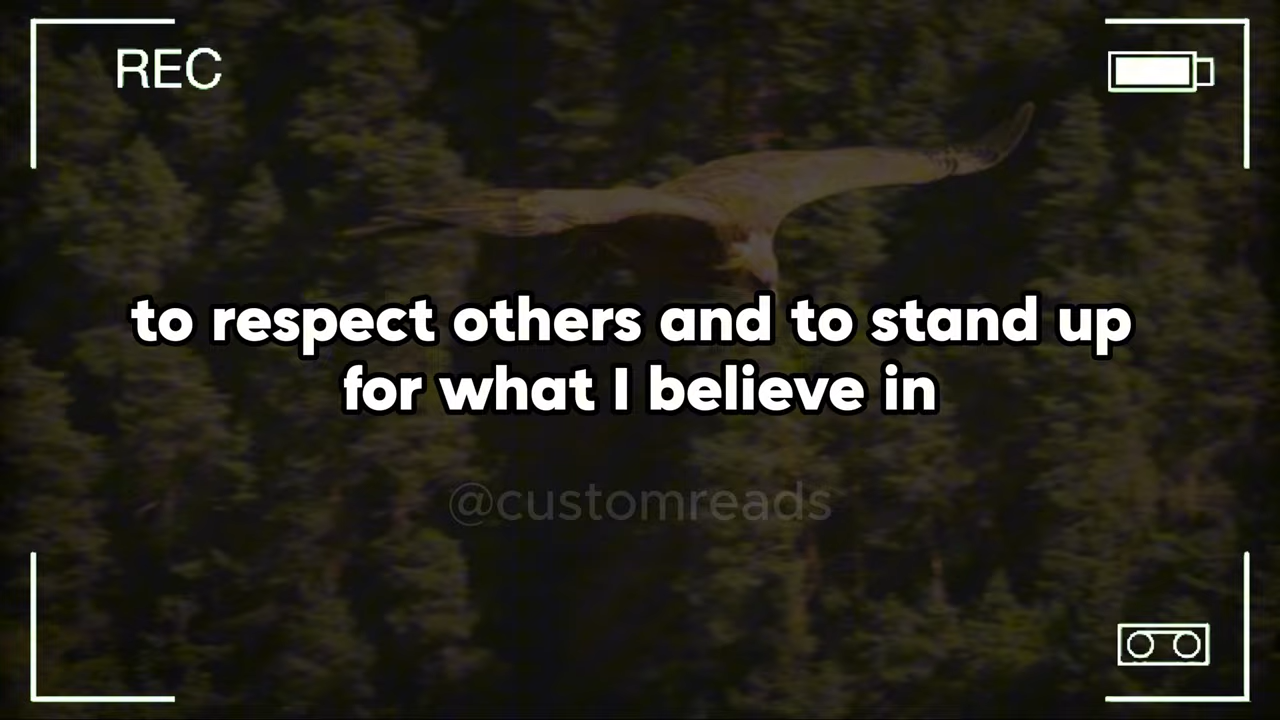 REC
to respect others and to stand up
for what I believe in
@customreads